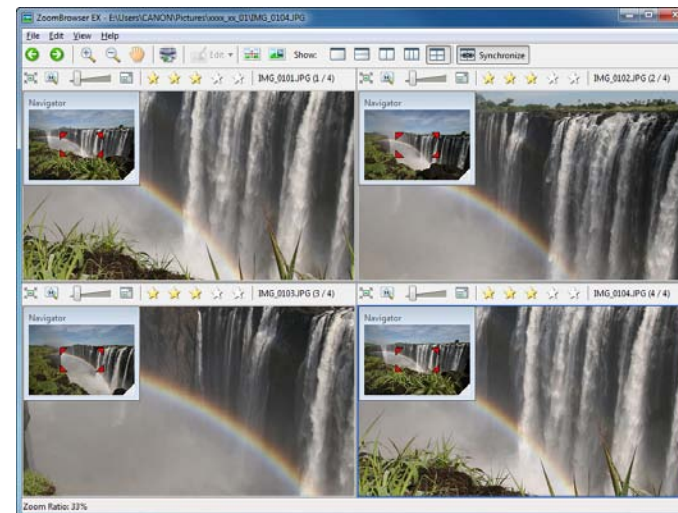 ZoomBrowser EX - E:\Users\CANON\Pictures\xxxx_xx_01\IMG_0104.JPG
File Edit View Help
Edit Show: Synchronize
IMG_0101.JPG (1 / 4)
IMG_0102.JPG (2 / 4)
Navigator
Navigator
IMG_0103.JPG (3 / 4)
IMG_0104.JPG (4 / 4)
Navigator
Navigator
Zoom Ratio: 33%